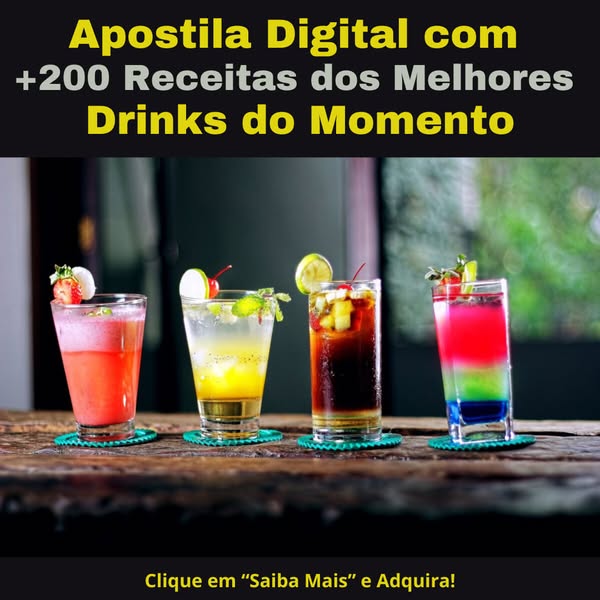 Apostila Digital com
+200 Receitas dos Melhores
Drinks do Momento
Clique em “Saiba Mais” e Adquira!